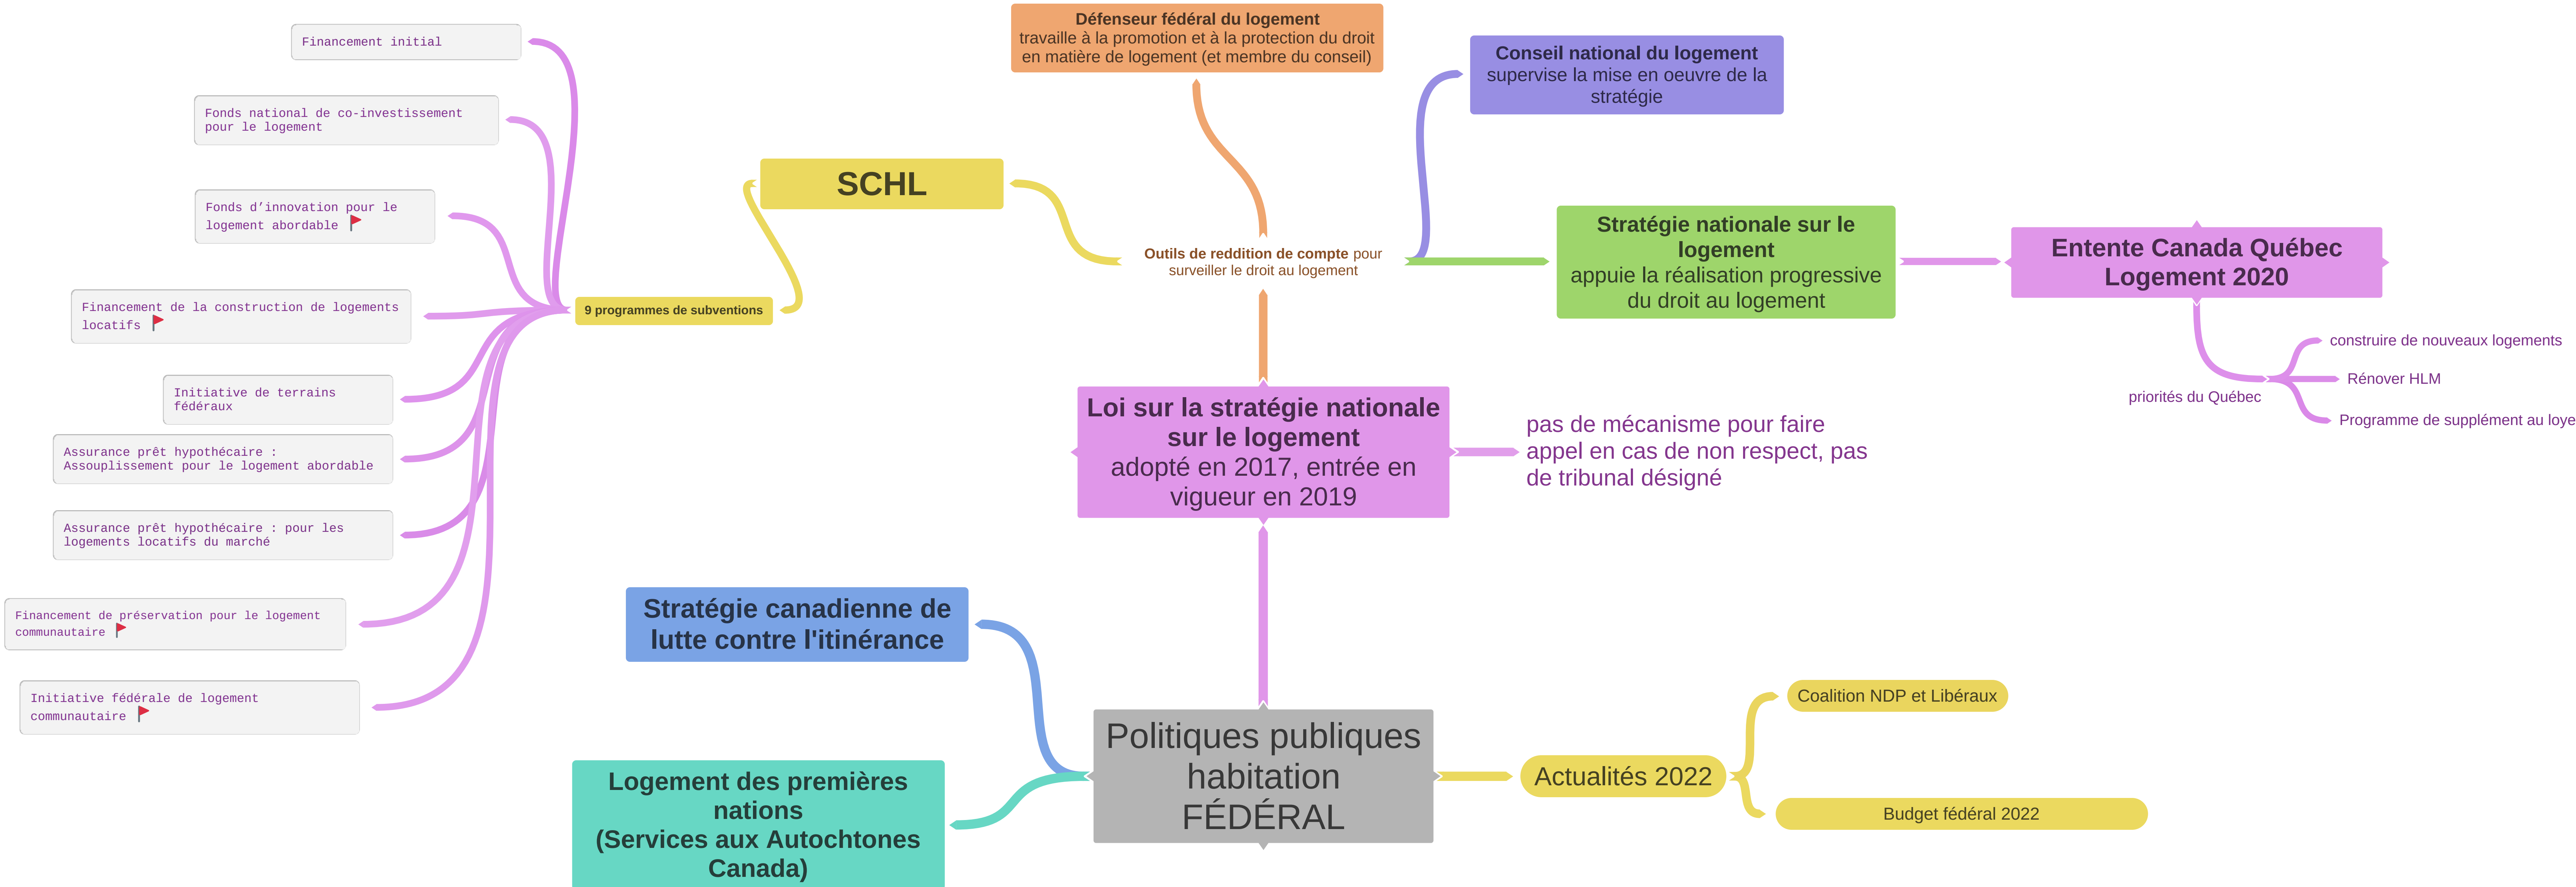 Défenseur fédéral du logement
travaille à la promotion et à la protection du droit
en matière de logement (et membre du conseil)
Conseil national du logement
supervise la mise en oeuvre de la
stratégie
Financement initial
Fonds national de co-investissement
pour le logement
Fonds d’innovation pour le
logement abordable
Financement de la construction de logements
locatifs
Initiative de terrains
fédéraux
Assurance prêt hypothécaire :
Assouplissement pour le logement abordable
Assurance prêt hypothécaire : pour les
logements locatifs du marché
Financement de préservation pour le logement
communautaire
Initiative fédérale de logement
communautaire
9 programmes de subventions
SCHL
Outils de reddition de compte pour
surveiller le droit au logement
Stratégie nationale sur le
logement
appuie la réalisation progressive
du droit au logement
Entente Canada Québec
Logement 2020
priorités du Québec
construire de nouveaux logements
Rénover HLM
Programme de supplément au loye
Loi sur la stratégie nationale
sur le logement
adopté en 2017, entrée en
vigueur en 2019
pas de mécanisme pour faire
appel en cas de non respect, pas
de tribunal désigné
Stratégie canadienne de
lutte contre l'itinérance
Logement des premières
nations
(Services aux Autochtones
Canada)
Politiques publiques
habitation
FÉDÉRAL
Actualités 2022
Coalition NDP et Libéraux
Budget fédéral 2022